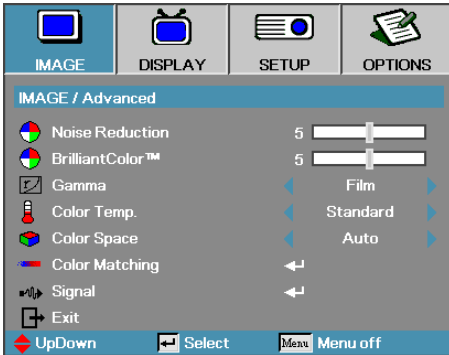 IMAGE DISPLAY SETUP OPTIONS
IMAGE / Advanced
Noise Reduction 5
BrilliantColor™ 5
Gamma Film
Color Temp. Standard
Color Space Auto
Color Matching
Signal
Exit
UpDown Select Menu Menu off